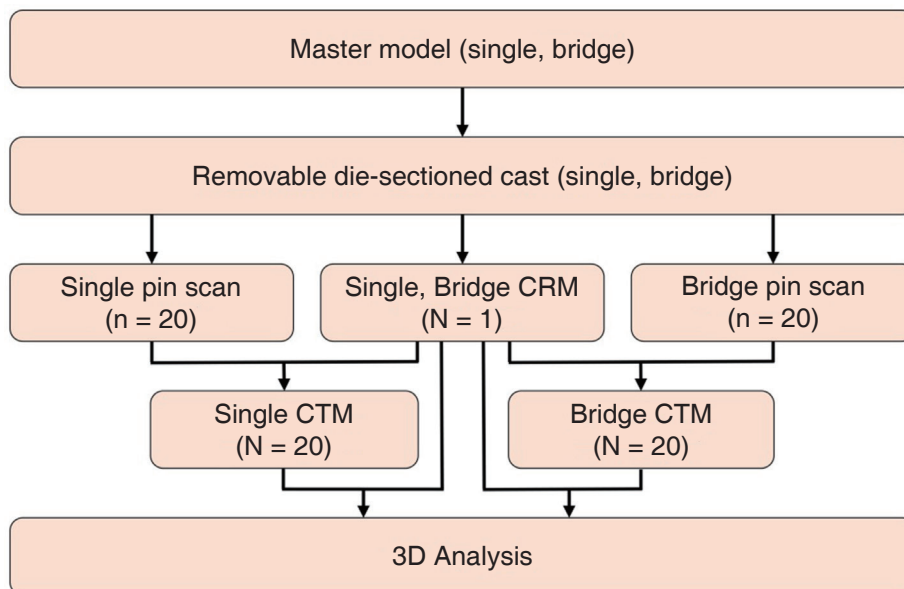 Master model (single, bridge)
Removable die-sectioned cast (single, bridge)
Single pin scan
(n = 20)
Single, Bridge CRM
(N = 1)
Bridge pin scan
(n = 20)
Single CTM
(N = 20)
Bridge CTM
(N = 20)
3D Analysis